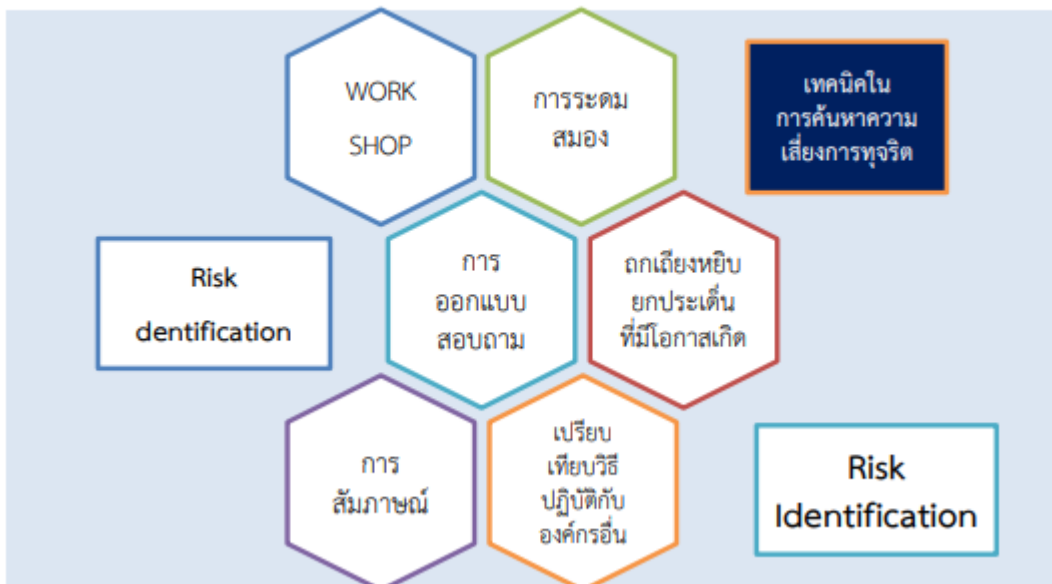 WORK
SHOP
การระดม
สมอง
เทคนิคใน
การค้นหาความ
เสี่ยงการทุจริต
Risk
dentification
การ
ออกแบบ
สอบถาม
ถกเถียงหยิบ
ยกประเด็น
ที่มีโอกาสเกิด
การ
สัมภาษณ์
เปรียบ
เทียบวิธี
ปฏิบัติกับ
องค์กรอื่น
Risk
Identification